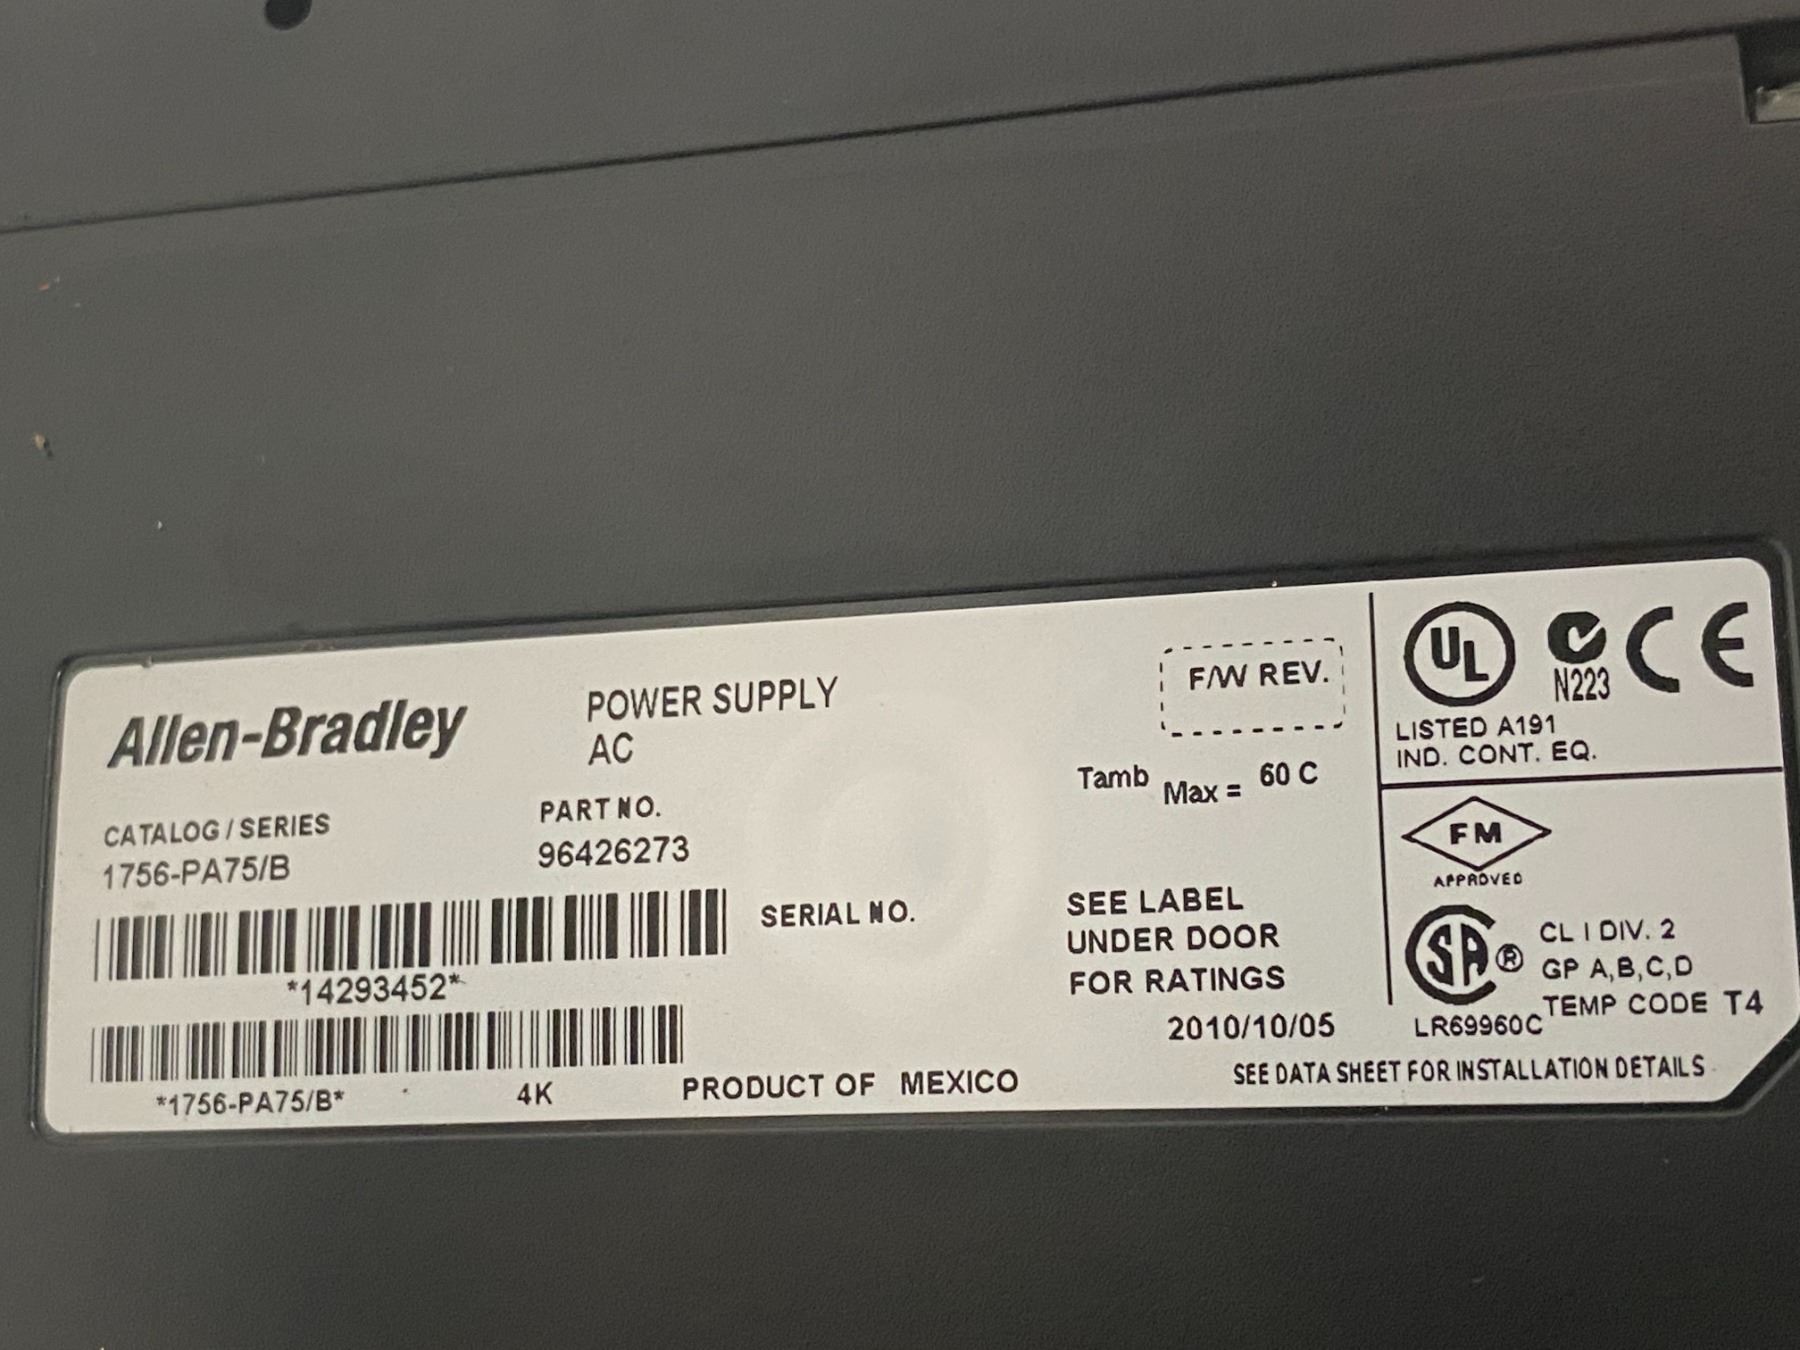 Allen-Bradley
POWER SUPPLY
AC
CATALOG / SERIES
1756-PA75/B
PART NO.
96426273
*14293452*
SERIAL NO.
*1756-PA75/B*
4K
PRODUCT OF MEXICO
F/W REV.
Tamb Max = 60 C
SEE LABEL
UNDER DOOR
FOR RATINGS
2010/10/05
UL
N223
CE
LISTED A191
IND. CONT. EQ.
FM
APPROVED
SA ®
CL I DIV. 2
GP A,B,C,D
TEMP CODE T4
LR69960C
SEE DATA SHEET FOR INSTALLATION DETAILS